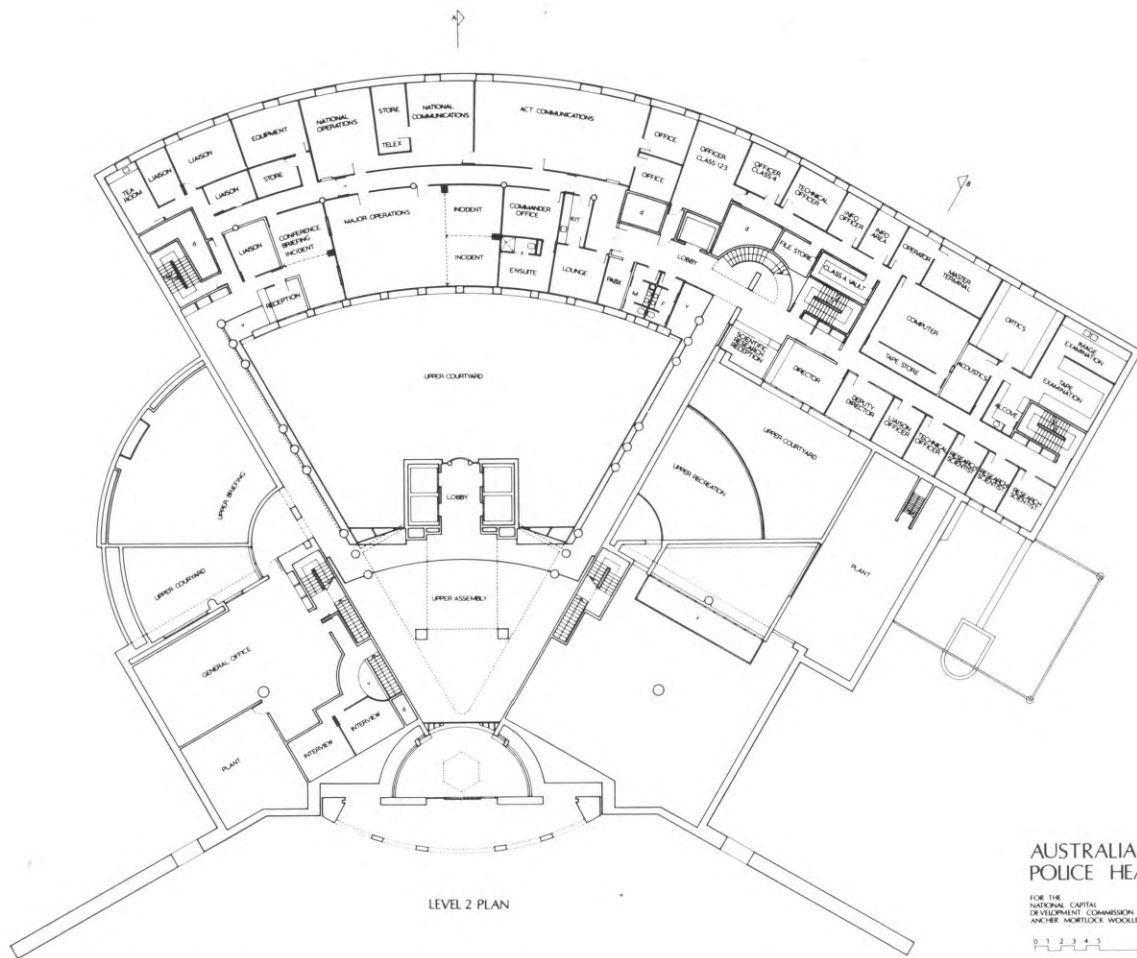 A
B
TEA
ROOM
LIAISON
LIAISON
LIAISON
EQUIPMENT
STORE
NATIONAL
OPERATIONS
STORE
TELEX
NATIONAL
COMMUNICATIONS
ACT COMMUNICATIONS
OFFICE
OFFICE
OFFICER
CLASS 1·2·3
OFFICER
CLASS 4
TECHNICAL
OFFICER
INFO
OFFICER
INFO
AREA
OPERATOR
MASTER
TERMINAL
OPTICS
IMAGE
EXAMINATION
TAPE
EXAMINATION
d
LIAISON
CONFERENCE
BRIEFING
INCIDENT
RECEPTION
v
MAJOR OPERATIONS
INCIDENT
INCIDENT
COMMANDER
OFFICE
ENSUITE
KIT
LOUNGE
PABX
d
M
F
v
LOBBY
d
FILE STORE
CLASS A VAULT
COMPUTER
TAPE STORE
ACOUSTICS
ALCOVE
SCIENTIFIC
RESEARCH
RECEPTION
DIRECTOR
DEPUTY
DIRECTOR
LIAISON
OFFICER
TECHNICAL
OFFICER
RESEARCH
SCIENTIST
RESEARCH
SCIENTIST
RESEARCH
SCIENTIST
UPPER COURTYARD
UPPER COURTYARD
UPPER RECREATION
UPPER BRIEFING
UPPER COURYARD
LOBBY
UPPER ASSEMBLY
PLANT
v
GENERAL OFFICE
v
d
INTERVIEW
INTERVIEW
PLANT
LEVEL 2 PLAN
AUSTRALIA
POLICE HEA
FOR THE
NATIONAL CAPITAL
DEVELOPMENT COMMISSION
ANCHER MORTLOCK WOOLLE
0 1 2 3 4 5